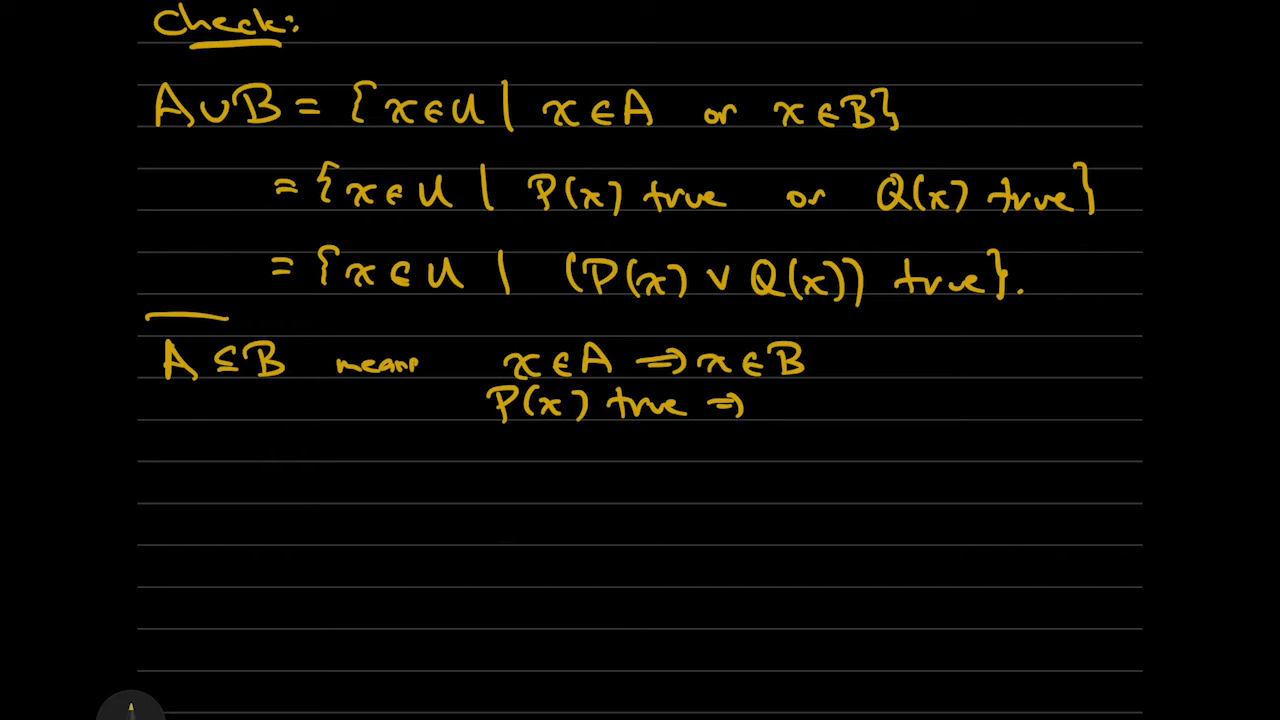 Check:
A∪B = {x∈U | x∈A or x∈B}
= {x∈U | P(x) true or Q(x) true}
= {x∈U | (P(x) ∨ Q(x)) true}.
A ⊆ B means x∈A ⇒ x∈B
P(x) true ⇒